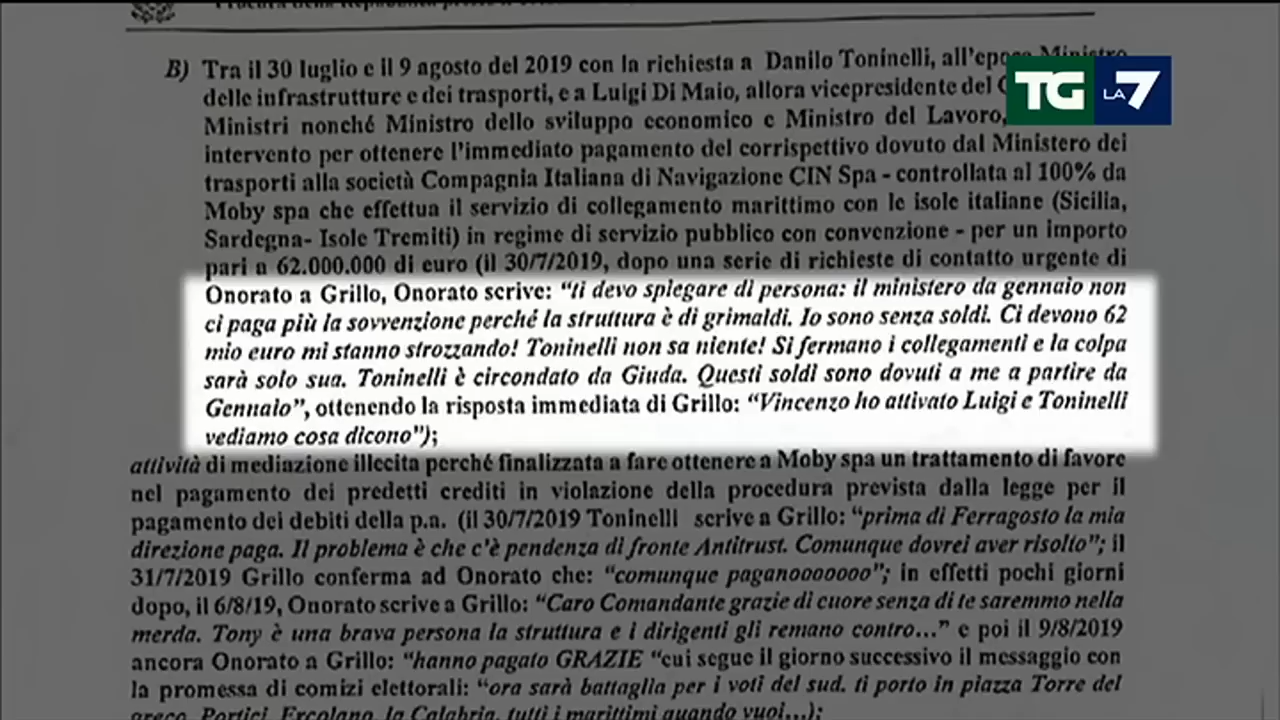 B) Tra il 30 luglio e il 9 agosto del 2019 con la richiesta a Danilo Toninelli, all'epoca Ministro
TG LA 7
delle infrastrutture e dei trasporti, e a Luigi Di Maio, allora vicepresidente del
Ministri nonché Ministro dello sviluppo economico e Ministro del Lavoro,
intervento per ottenere l'immediato pagamento del corrispettivo dovuto dal Ministero dei
trasporti alla società Compagnia Italiana di Navigazione CIN Spa - controllata al 100% da
Moby spa che effettua il servizio di collegamento marittimo con le isole italiane (Sicilia,
Sardegna- Isole Tremiti) in regime di servizio pubblico con convenzione - per un importo
pari a 62.000.000 di euro (il 30/7/2019, dopo una serie di richieste di contatto urgente di
Onorato a Grillo, Onorato scrive: “ti devo spiegare di persona: il ministero da gennaio non
ci paga più la sovvenzione perché la struttura è di grimaldi. Io sono senza soldi. Ci devono 62
mio euro mi stanno strozzando! Toninelli non sa niente! Si fermano i collegamenti e la colpa
sarà solo sua. Toninelli è circondato da Giuda. Questi soldi sono dovuti a me a partire da
Gennaio”, ottenendo la risposta immediata di Grillo: “Vincenzo ho attivato Luigi e Toninelli
vediamo cosa dicono”);
attività di mediazione illecita perché finalizzata a fare ottenere a Moby spa un trattamento di favore
nel pagamento dei predetti crediti in violazione della procedura prevista dalla legge per il
pagamento dei debiti della p.a. (il 30/7/2019 Toninelli scrive a Grillo: “prima di Ferragosto la mia
direzione paga. Il problema è che c'è pendenza di fronte Antitrust. Comunque dovrei aver risolto”; il
31/7/2019 Grillo conferma ad Onorato che: “comunque paganooooooo”; in effetti pochi giorni
dopo, il 6/8/19, Onorato scrive a Grillo: “Caro Comandante grazie di cuore senza di te saremmo nella
merda. Tony è una brava persona la struttura e i dirigenti gli remano contro...” e poi il 9/8/2019
ancora Onorato a Grillo: “hanno pagato GRAZIE “cui segue il giorno successivo il messaggio con
la promessa di comizi elettorali: “ora sarà battaglia per i voti del sud. ti porto in piazza Torre del
greco, Portici, Ercolano, la Calabria, tutti i marittimi quando vuoi...);